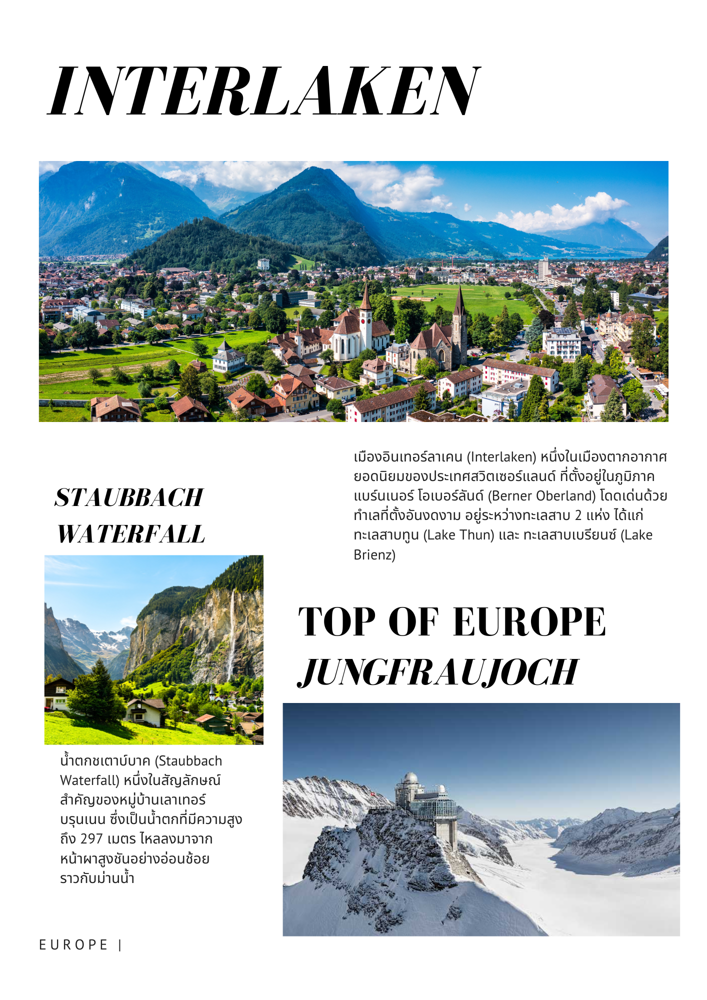 INTERLAKEN
เมืองอินเทอร์ลาเคน (Interlaken) หนึ่งในเมืองตากอากาศ
ยอดนิยมของประเทศสวิตเซอร์แลนด์ ที่ตั้งอยู่ในภูมิภาค
แบร์นเนอร์ โอเบอร์ลันด์ (Berner Oberland) โดดเด่นด้วย
ทำเลที่ตั้งอันงดงาม อยู่ระหว่างทะเลสาบ 2 แห่ง ได้แก่
ทะเลสาบทูน (Lake Thun) และ ทะเลสาบเบรียนซ์ (Lake
Brienz)
STAUBBACH
WATERFALL
น้ำตกชเตาบ์บาค (Staubbach
Waterfall) หนึ่งในสัญลักษณ์
สำคัญของหมู่บ้านเลาเทอร์
บรุนเนน ซึ่งเป็นน้ำตกที่มีความสูง
ถึง 297 เมตร ไหลลงมาจาก
หน้าผาสูงชันอย่างอ่อนช้อย
ราวกับม่านน้ำ
TOP OF EUROPE
JUNGFRAUJOCH
EUROPE |